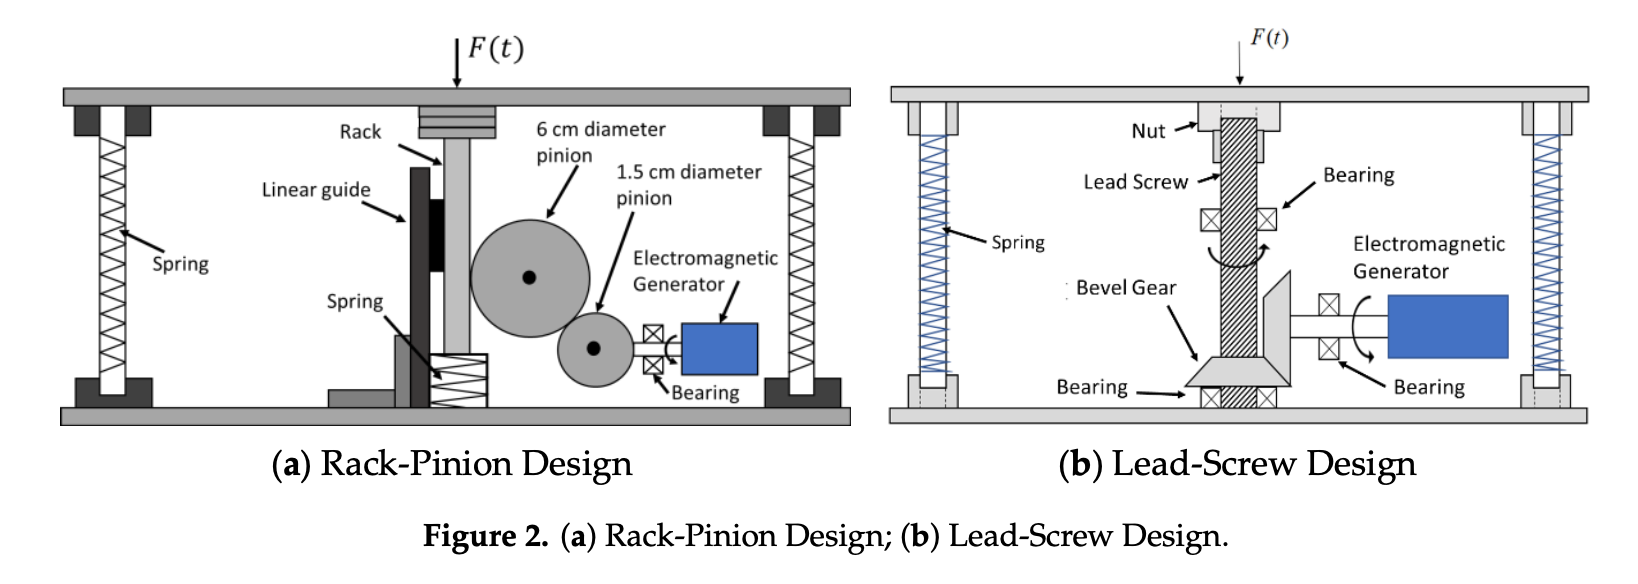 F(t)
Rack
6 cm diameter
pinion
1.5 cm diameter
pinion
Linear guide
Electromagnetic
Generator
Spring
Spring
Bearing
(a) Rack-Pinion Design
F(t)
Nut
Lead Screw
Bearing
Spring
Electromagnetic
Generator
Bevel Gear
Bearing
Bearing
(b) Lead-Screw Design
Figure 2. (a) Rack-Pinion Design; (b) Lead-Screw Design.